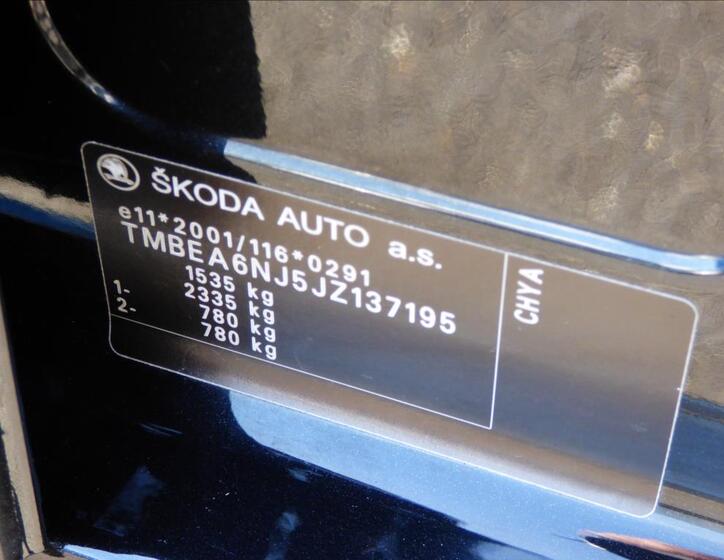 ŠKODA AUTO a.s.
e11*2001/116*0291
TMBEA6NJ5JZ137195
1535 kg
2335 kg
1- 780 kg
2- 780 kg
CHYA